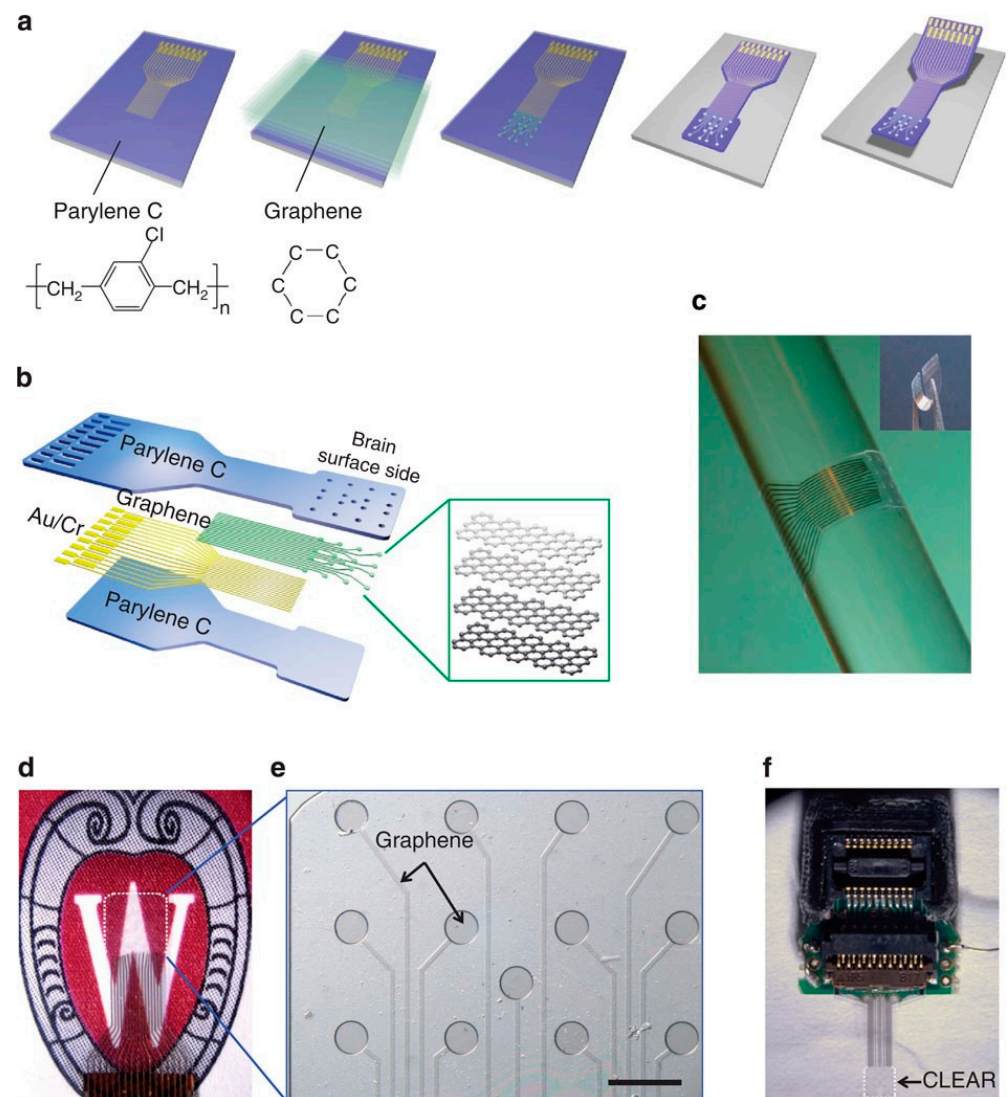 a
Parylene C
Graphene
Cl
CH2
CH2
n
C
C
C
C
C
C
b
Parylene C
Brain
surface side
Graphene
Au/Cr
Parylene C
c
d
W
e
Graphene
f
CLEAR